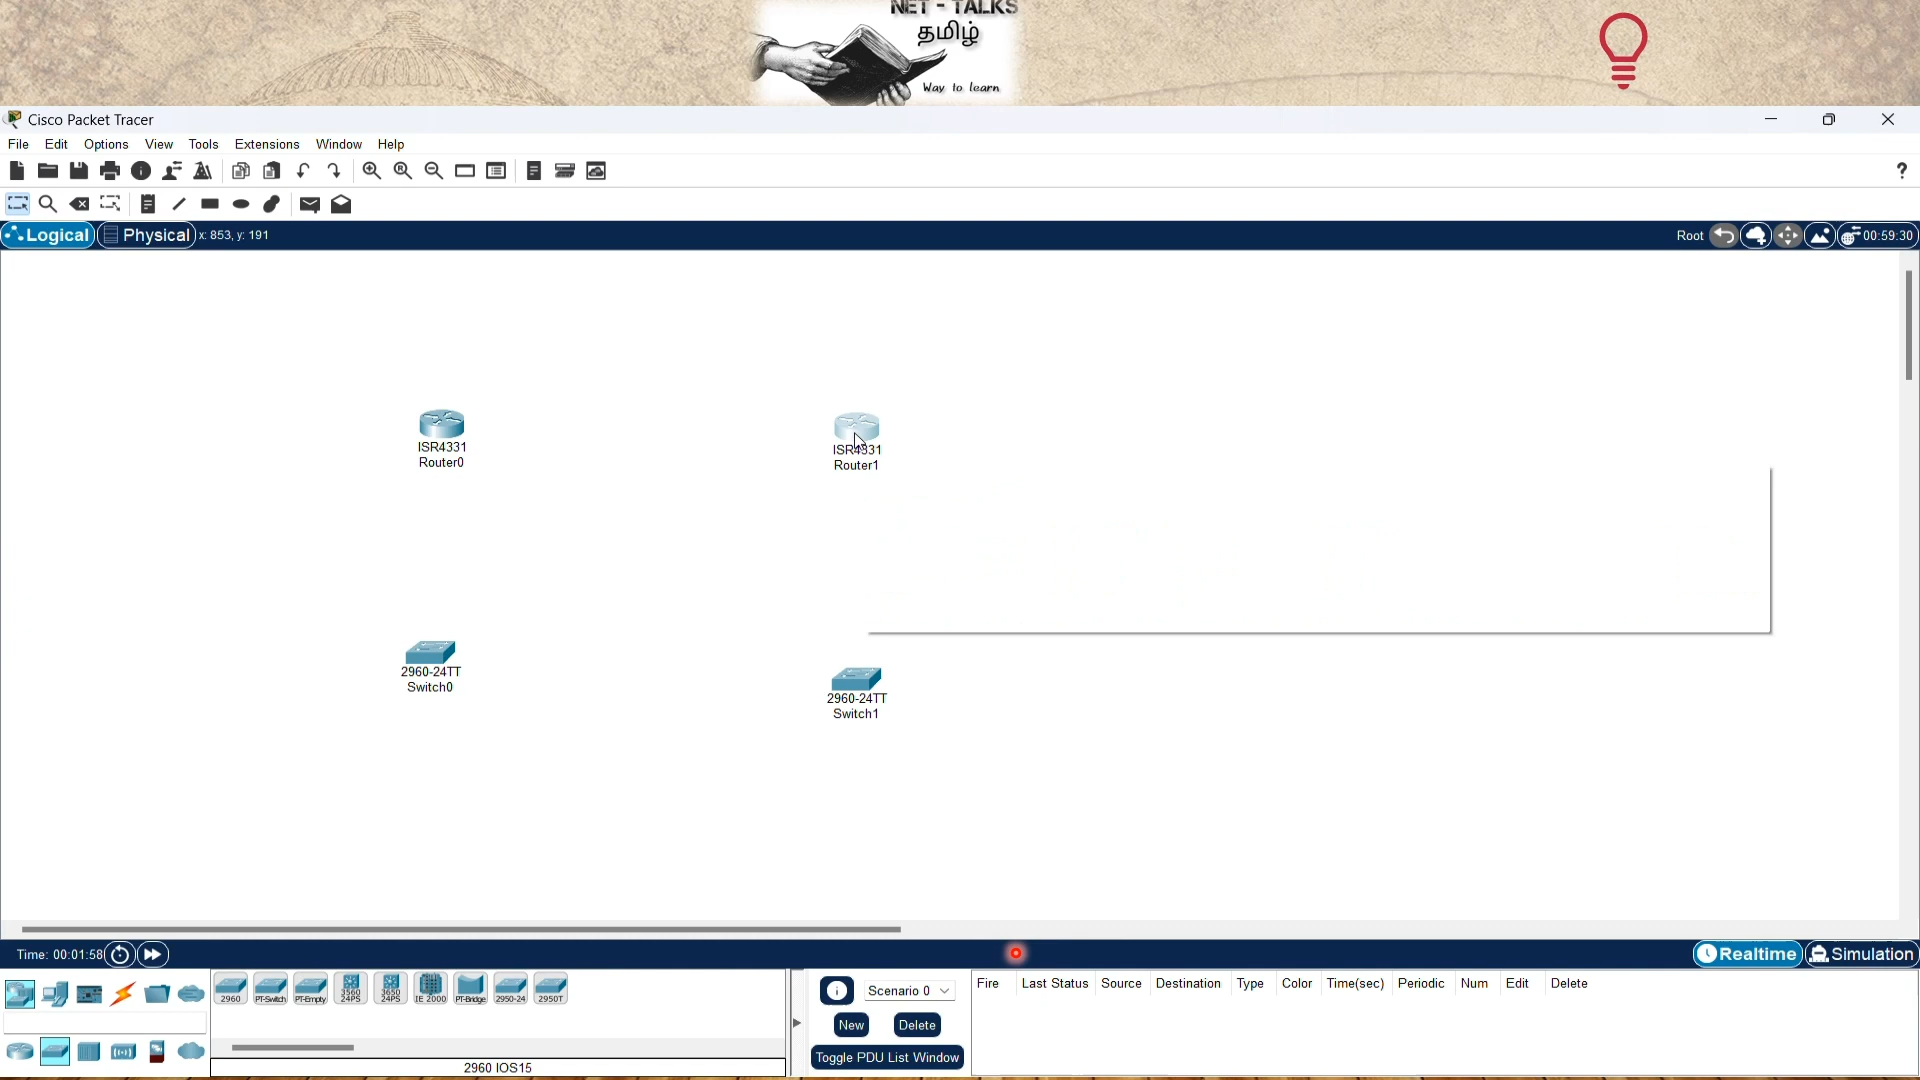 NET - TALKS
தமிழ்
Way to learn
Cisco Packet Tracer
File Edit Options View Tools Extensions Window Help
Logical Physical x: 853, y: 191 Root 00:59:30
ISR4331
Router0
ISR4331
Router1
2960-24TT
Switch0
2960-24TT
Switch1
Time: 00:01:58 Realtime Simulation
2960 PT-Switch PT-Empty 3560 24PS 3650 24PS IE 2000 PT-Bridge 2950-24 2950T
Scenario 0
New Delete
Toggle PDU List Window
Fire Last Status Source Destination Type Color Time(sec) Periodic Num Edit Delete
2960 IOS15